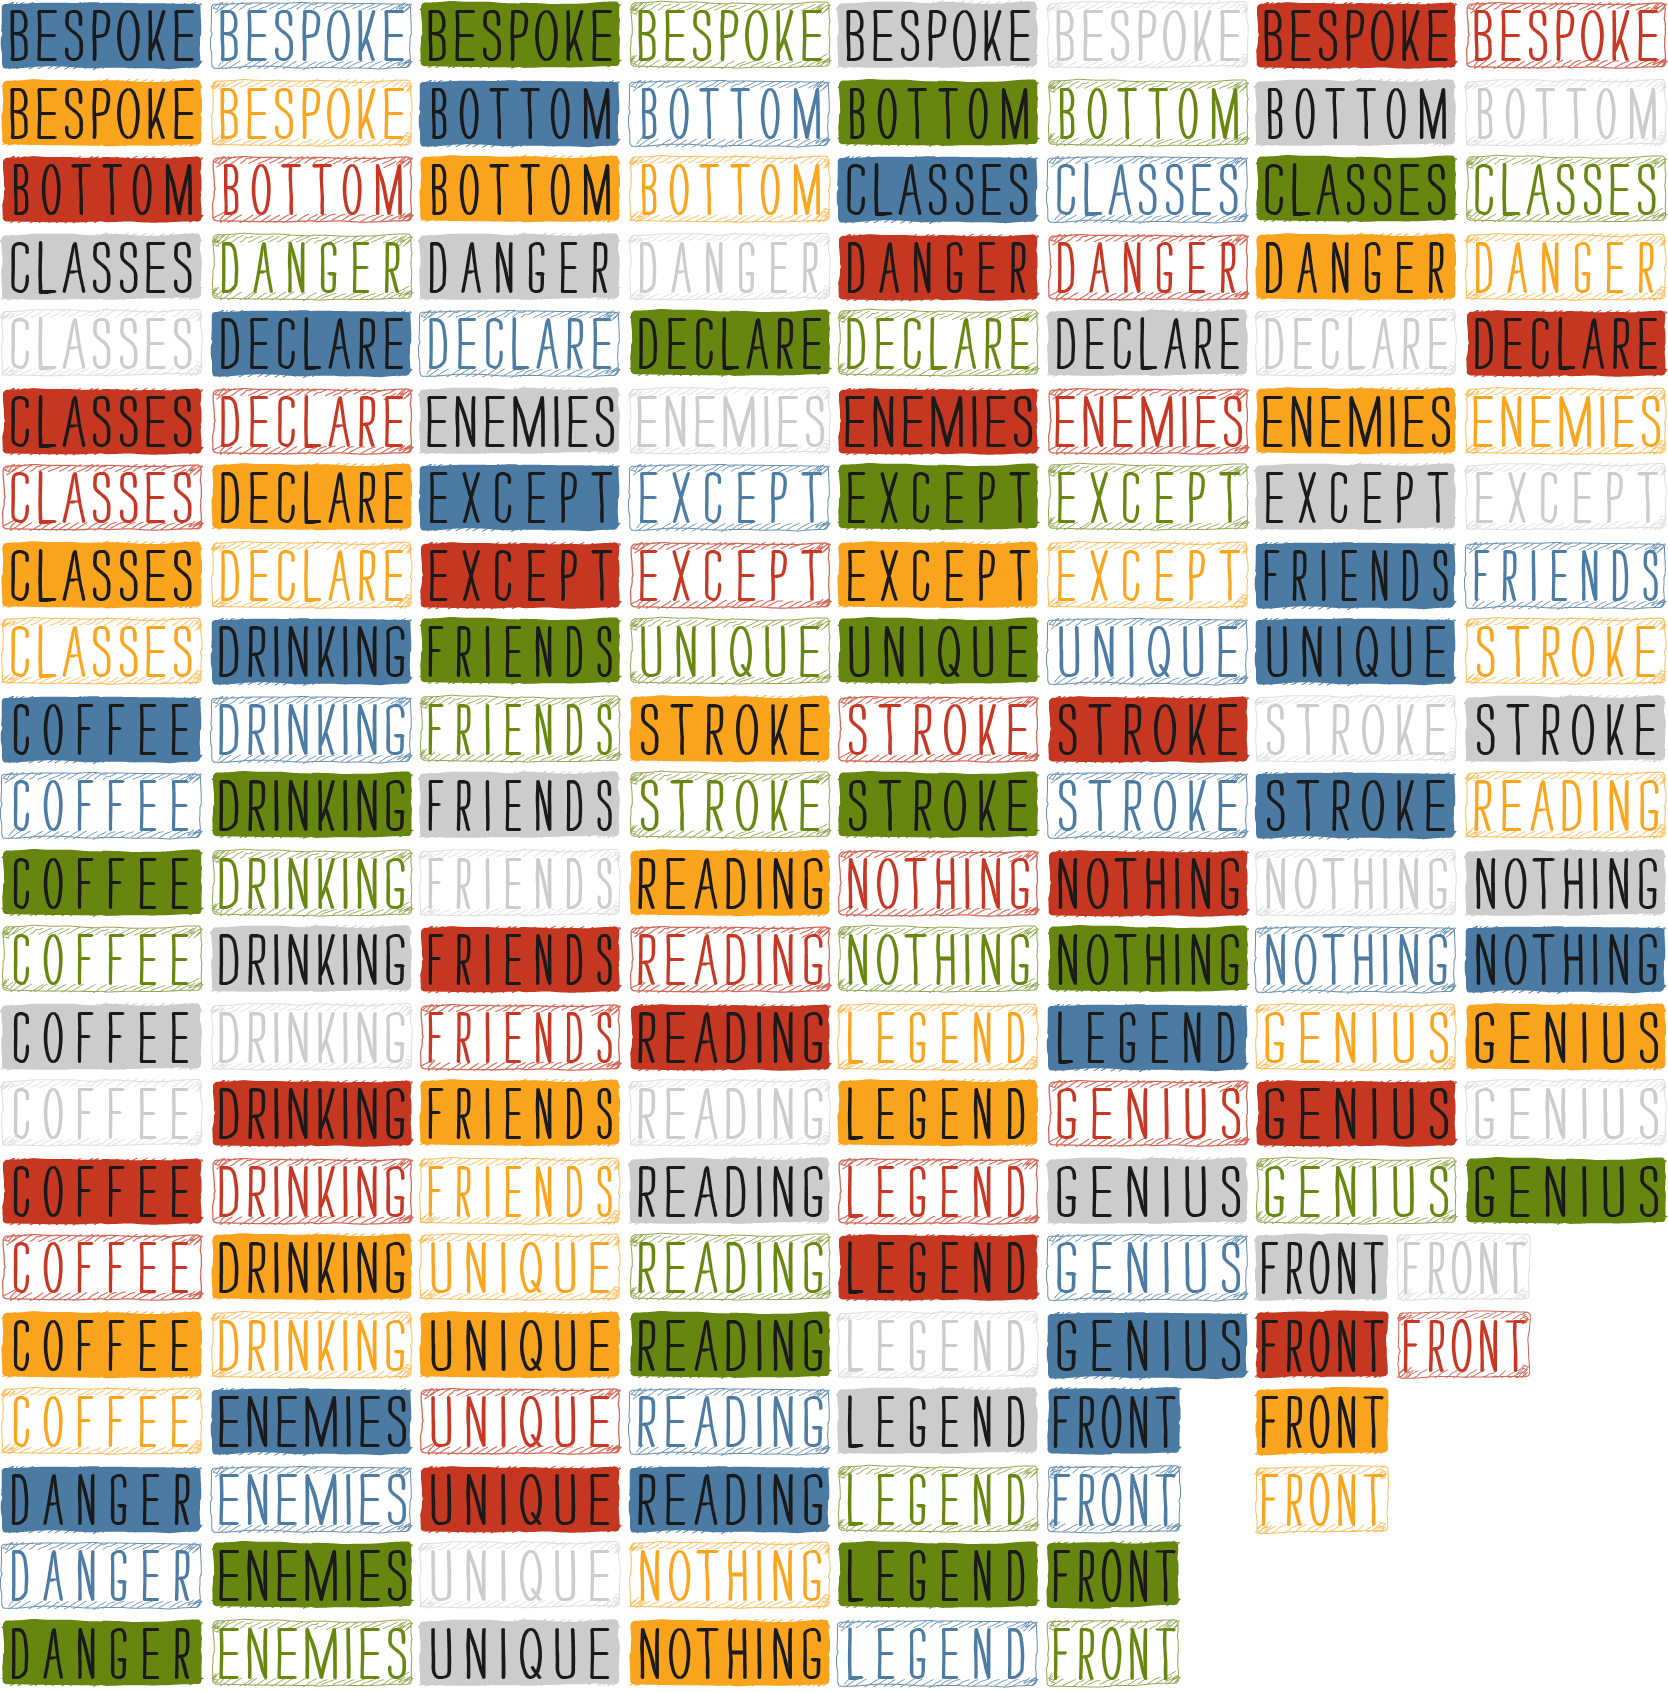 BESPOKE BESPOKE BESPOKE BESPOKE BESPOKE BESPOKE BESPOKE BESPOKE
BESPOKE BESPOKE BOTTOM BOTTOM BOTTOM BOTTOM BOTTOM BOTTOM
BOTTOM BOTTOM BOTTOM BOTTOM CLASSES CLASSES CLASSES CLASSES
CLASSES DANGER DANGER DANGER DANGER DANGER DANGER DANGER
CLASSES DECLARE DECLARE DECLARE DECLARE DECLARE DECLARE DECLARE
CLASSES DECLARE ENEMIES ENEMIES ENEMIES ENEMIES ENEMIES ENEMIES
CLASSES DECLARE EXCEPT EXCEPT EXCEPT EXCEPT EXCEPT EXCEPT
CLASSES DECLARE EXCEPT EXCEPT EXCEPT EXCEPT FRIENDS FRIENDS
CLASSES DRINKING FRIENDS UNIQUE UNIQUE UNIQUE UNIQUE STROKE
COFFEE DRINKING FRIENDS STROKE STROKE STROKE STROKE STROKE
COFFEE DRINKING FRIENDS STROKE STROKE STROKE STROKE READING
COFFEE DRINKING FRIENDS READING NOTHING NOTHING NOTHING NOTHING
COFFEE DRINKING FRIENDS READING NOTHING NOTHING NOTHING NOTHING
COFFEE DRINKING FRIENDS READING LEGEND LEGEND GENIUS GENIUS
COFFEE DRINKING FRIENDS READING LEGEND GENIUS GENIUS GENIUS
COFFEE DRINKING FRIENDS READING LEGEND GENIUS GENIUS GENIUS
COFFEE DRINKING UNIQUE READING LEGEND GENIUS FRONT FRONT
COFFEE DRINKING UNIQUE READING LEGEND GENIUS FRONT FRONT
COFFEE ENEMIES UNIQUE READING LEGEND FRONT FRONT
DANGER ENEMIES UNIQUE READING LEGEND FRONT FRONT
DANGER ENEMIES UNIQUE NOTHING LEGEND FRONT
DANGER ENEMIES UNIQUE NOTHING LEGEND FRONT